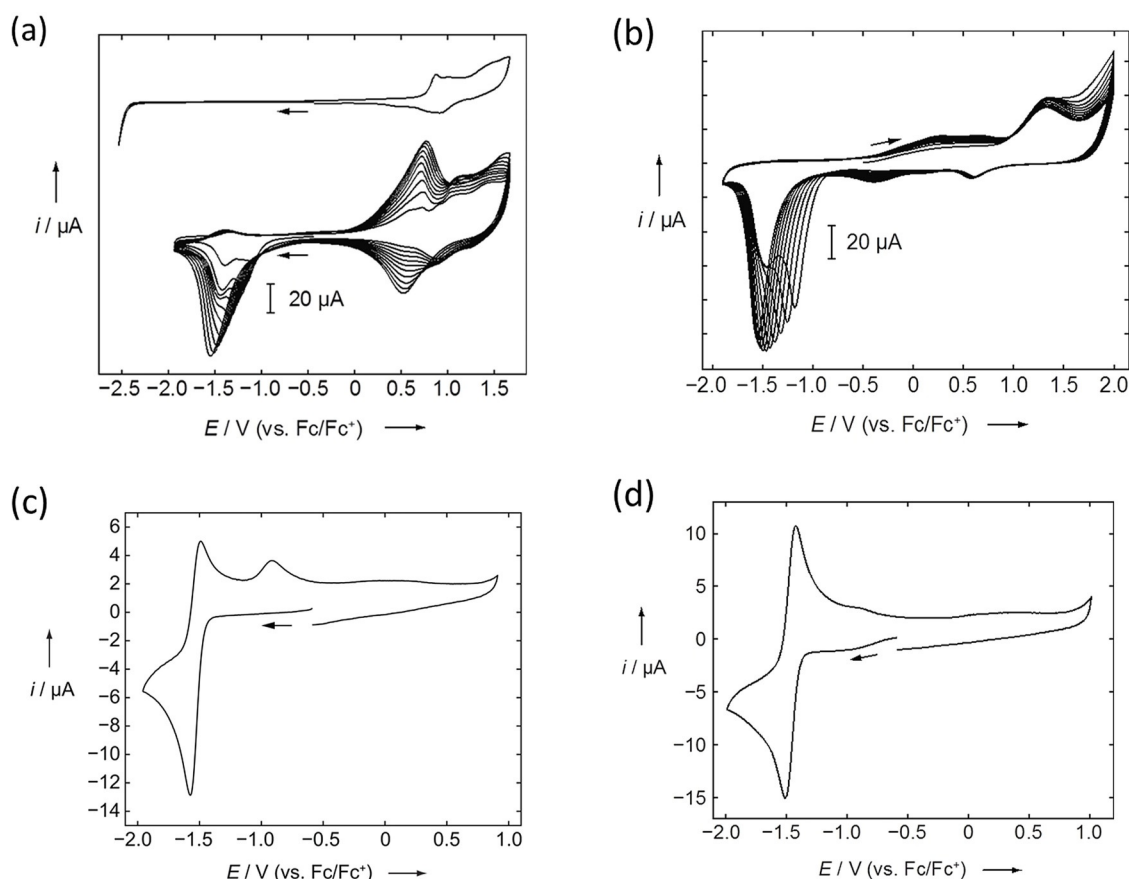 (a)
i / µA
20 µA
−2.5 −2.0 −1.5 −1.0 −0.5 0 0.5 1.0 1.5
E / V (vs. Fc/Fc⁺)
(b)
i / µA
20 µA
−2.0 −1.5 −1.0 −0.5 0 0.5 1.0 1.5 2.0
E / V (vs. Fc/Fc⁺)
(c)
6
4
2
0
−2
−4
−6
−8
−10
−12
−14
i / µA
−2.0 −1.5 −1.0 −0.5 0 0.5 1.0
E / V (vs. Fc/Fc⁺)
(d)
10
5
0
−5
−10
−15
i / µA
−2.0 −1.5 −1.0 −0.5 0 0.5 1.0
E / V (vs. Fc/Fc⁺)